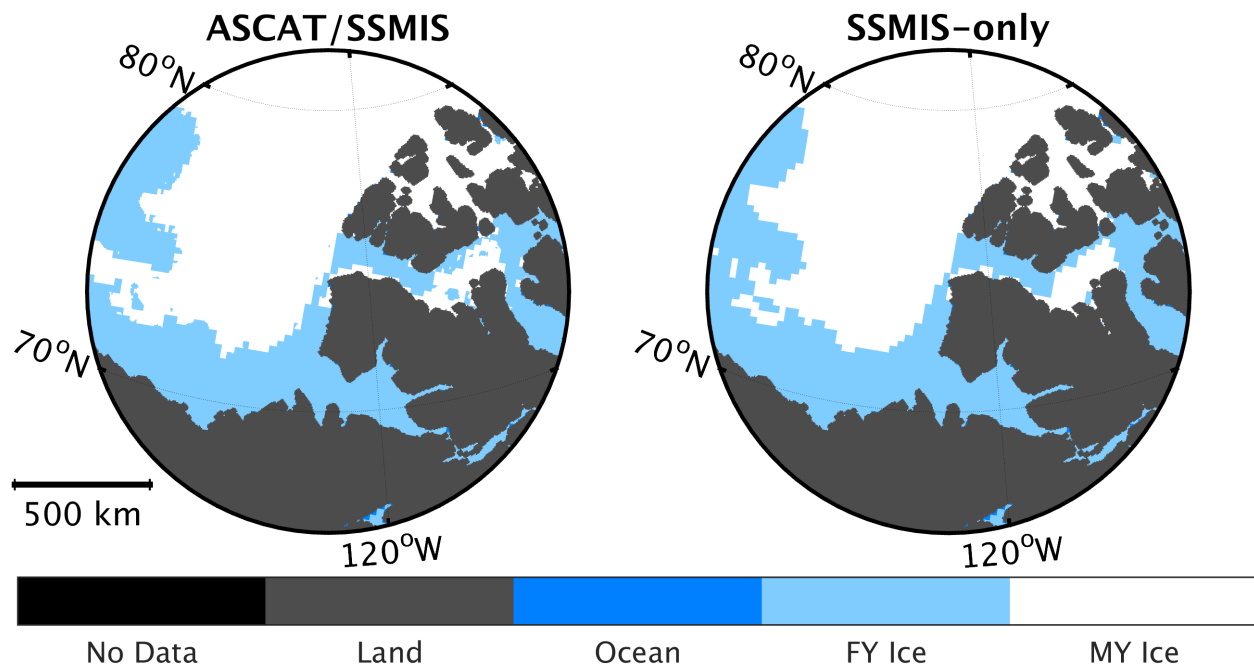 ASCAT/SSMIS
SSMIS-only
80°N
80°N
70°N
70°N
500 km
120°W
120°W
No Data
Land
Ocean
FY Ice
MY Ice